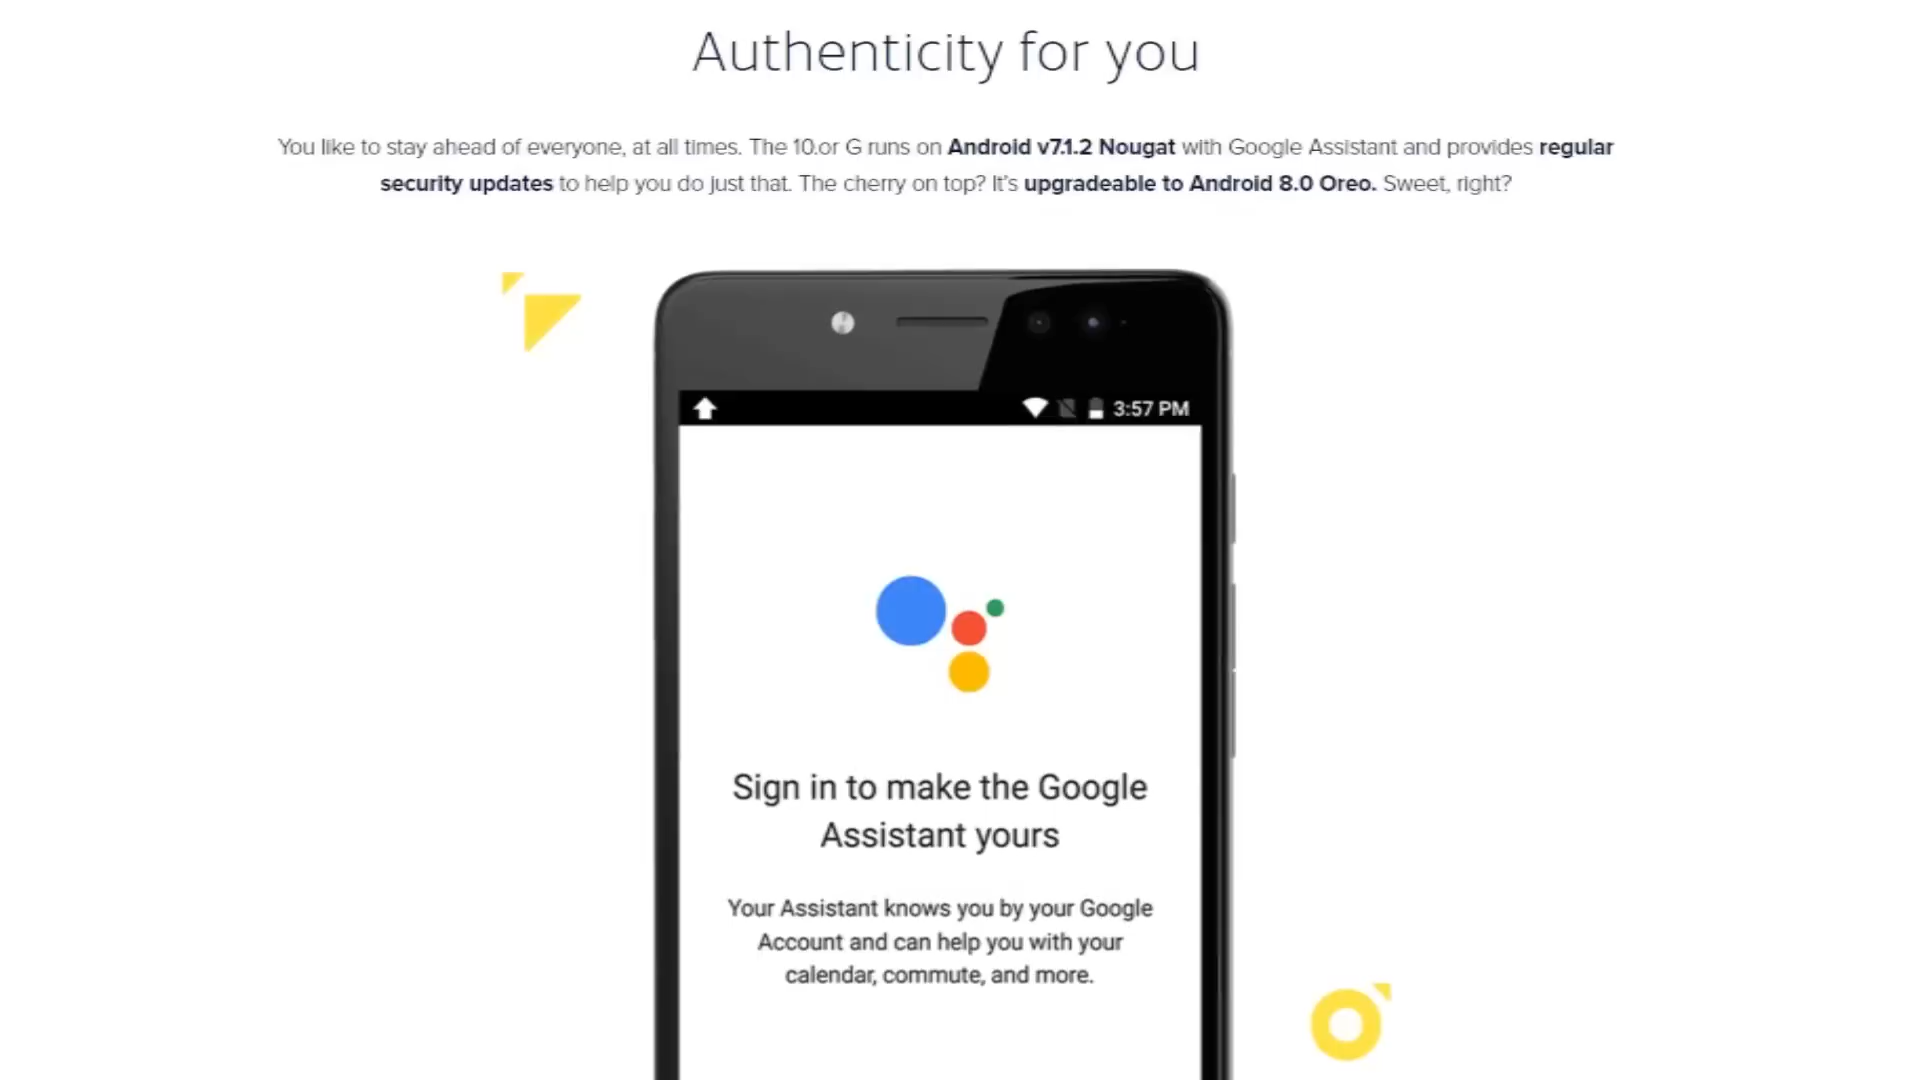 Authenticity for you
You like to stay ahead of everyone, at all times. The 10.or G runs on Android v7.1.2 Nougat with Google Assistant and provides regular
security updates to help you do just that. The cherry on top? It's upgradeable to Android 8.0 Oreo. Sweet, right?
3:57 PM
Sign in to make the Google
Assistant yours
Your Assistant knows you by your Google
Account and can help you with your
calendar, commute, and more.